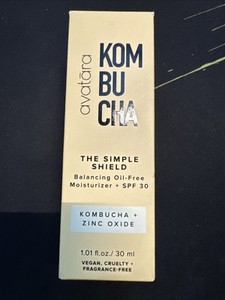 avatāra
KOM
BU
CHA
THE SIMPLE
SHIELD
Balancing Oil-Free
Moisturizer + SPF 30
KOMBUCHA +
ZINC OXIDE
1.01 fl.oz./ 30 ml
VEGAN, CRUELTY +
FRAGRANCE-FREE